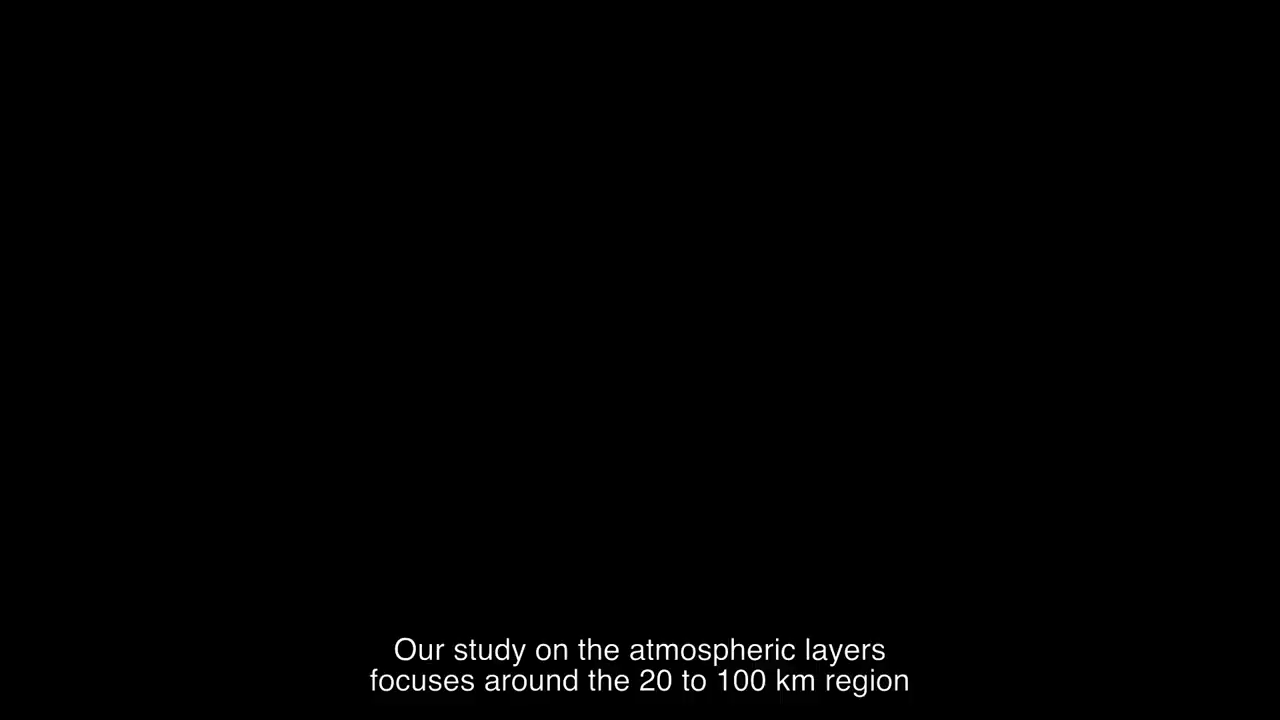 Our study on the atmospheric layers
focuses around the 20 to 100 km region